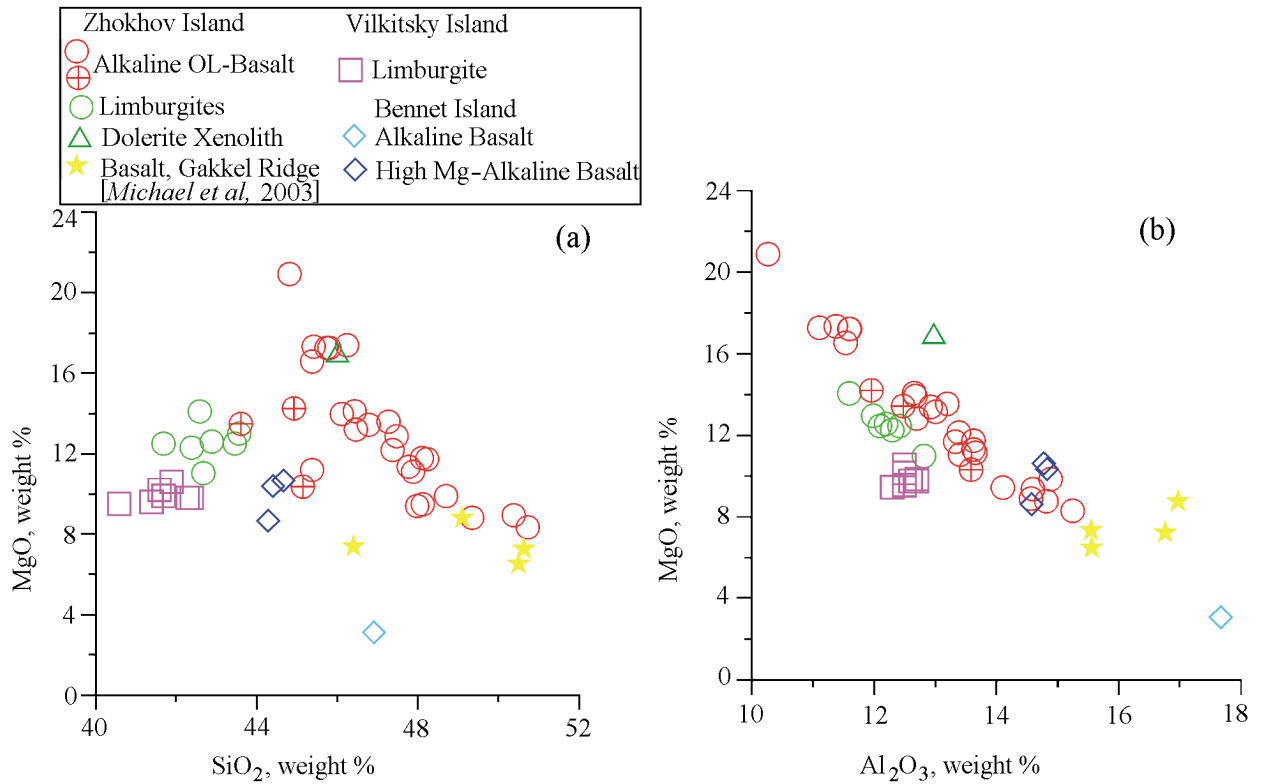 Zhokhov Island
Alkaline OL-Basalt
Limburgites
Dolerite Xenolith
Basalt, Gakkel Ridge
[Michael et al, 2003]
Vilkitsky Island
Limburgite
Bennet Island
Alkaline Basalt
High Mg-Alkaline Basalt
(a)
24
20
16
12
8
4
0
MgO, weight %
40
44
48
52
SiO₂, weight %
(b)
24
20
16
12
8
4
0
MgO, weight %
10
12
14
16
18
Al₂O₃, weight %